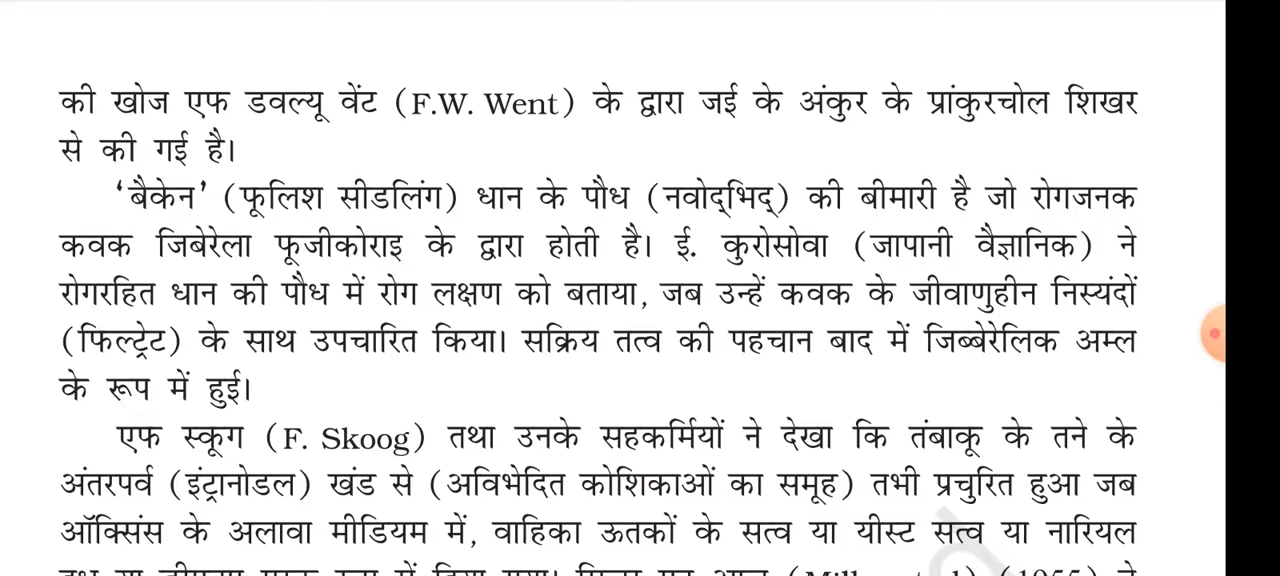 की खोज एफ डवल्यू वेंट (F.W. Went) के द्वारा जई के अंकुर के प्रांकुरचोल शिखर
से की गई है।
‘बैकेन’ (फूलिश सीडलिंग) धान के पौध (नवोद्भिद्) की बीमारी है जो रोगजनक
कवक जिबेरेला फूजीकोराइ के द्वारा होती है। ई. कुरोसोवा (जापानी वैज्ञानिक) ने
रोगरहित धान की पौध में रोग लक्षण को बताया, जब उन्हें कवक के जीवाणुहीन निस्यंदों
(फिल्ट्रेट) के साथ उपचारित किया। सक्रिय तत्व की पहचान बाद में जिब्बेरेलिक अम्ल
के रूप में हुई।
एफ स्कूग (F. Skoog) तथा उनके सहकर्मियों ने देखा कि तंबाकू के तने के
अंतरपर्व (इंट्रानोडल) खंड से (अविभेदित कोशिकाओं का समूह) तभी प्रचुरित हुआ जब
ऑक्सिंस के अलावा मीडियम में, वाहिका ऊतकों के सत्व या यीस्ट सत्व या नारियल